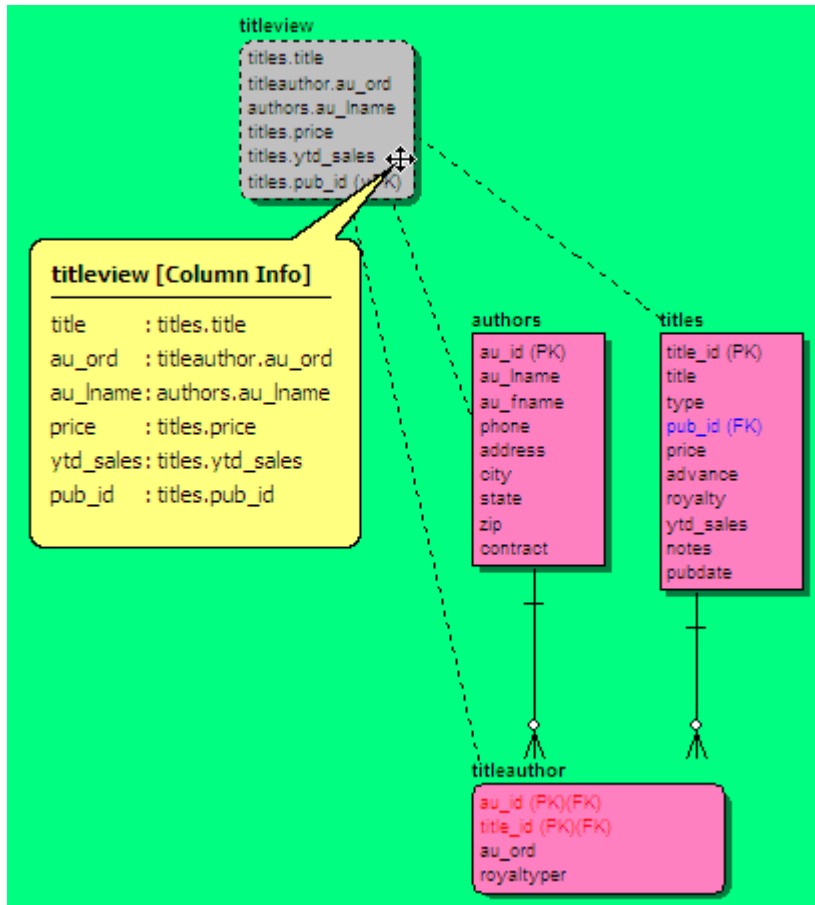 titleview
titles.title
titleauthor.au_ord
authors.au_lname
titles.price
titles.ytd_sales
titles.pub_id
titleview [Column Info]
title : titles.title
au_ord : titleauthor.au_ord
au_lname: authors.au_lname
price : titles.price
ytd_sales: titles.ytd_sales
pub_id : titles.pub_id
authors
au_id (PK)
au_lname
au_fname
phone
address
city
state
zip
contract
titles
title_id (PK)
title
type
pub_id (FK)
price
advance
royalty
ytd_sales
notes
pubdate
titleauthor
au_id (PK)(FK)
title_id (PK)(FK)
au_ord
royaltyper